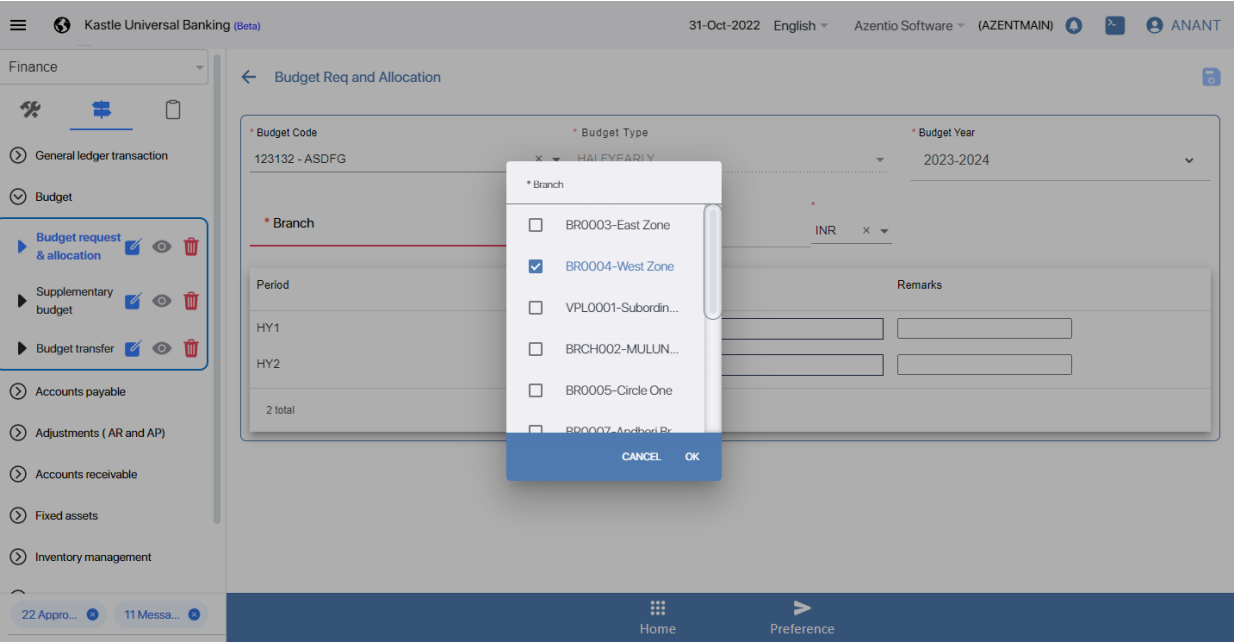 Kastle Universal Banking (Beta)
31-Oct-2022 English Azentio Software (AZENTMAIN) ANANT
Finance
General ledger transaction
Budget
Budget request
& allocation
Supplementary
budget
Budget transfer
Accounts payable
Adjustments ( AR and AP)
Accounts receivable
Fixed assets
Inventory management
22 Appro...
11 Messa...
Budget Req and Allocation
* Budget Code
* Budget Type
* Budget Year
123132 - ASDFG
HALFYEARLY
2023-2024
* Branch
*
INR
Period
Remarks
HY1
HY2
2 total
* Branch
BR0003-East Zone
BR0004-West Zone
VPL0001-Subordin...
BRCH002-MULUN...
BR0005-Circle One
BR0007-Andheri Br...
CANCEL OK
Home
Preference